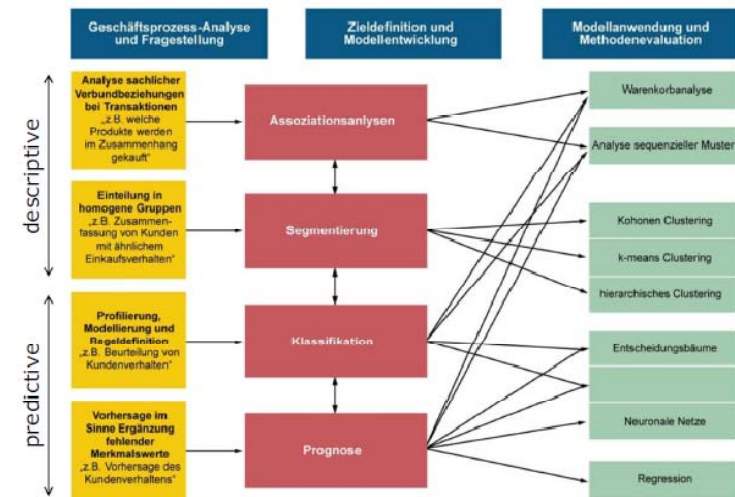 Geschäftsprozess-Analyse
und Fragestellung
Zieldefinition und
Modellentwicklung
Modellanwendung und
Methodenevaluation
descriptive
Analyse sachlicher
Verbundbeziehungen
bei Transaktionen
„z.B. welche
Produkte werden
im Zusammenhang
gekauft"
Assoziationsanlysen
Warenkorbanalyse
Analyse sequenzieller Muster
Einteilung in
homogene Gruppen
„z.B. Zusammen-
fassung von Kunden
mit ähnlichem
Einkaufsverhalten"
Segmentierung
Kohonen Clustering
k-means Clustering
hierarchisches Clustering
predictive
Profilierung,
Modellierung und
Regeldefinition
„z.B. Beurteilung von
Kundenverhalten"
Klassifikation
Entscheidungsbäume
Neuronale Netze
Vorhersage im
Sinne Ergänzung
fehlender
Merkmalswerte
„z.B. Vorhersage des
Kundenverhaltens"
Prognose
Regression